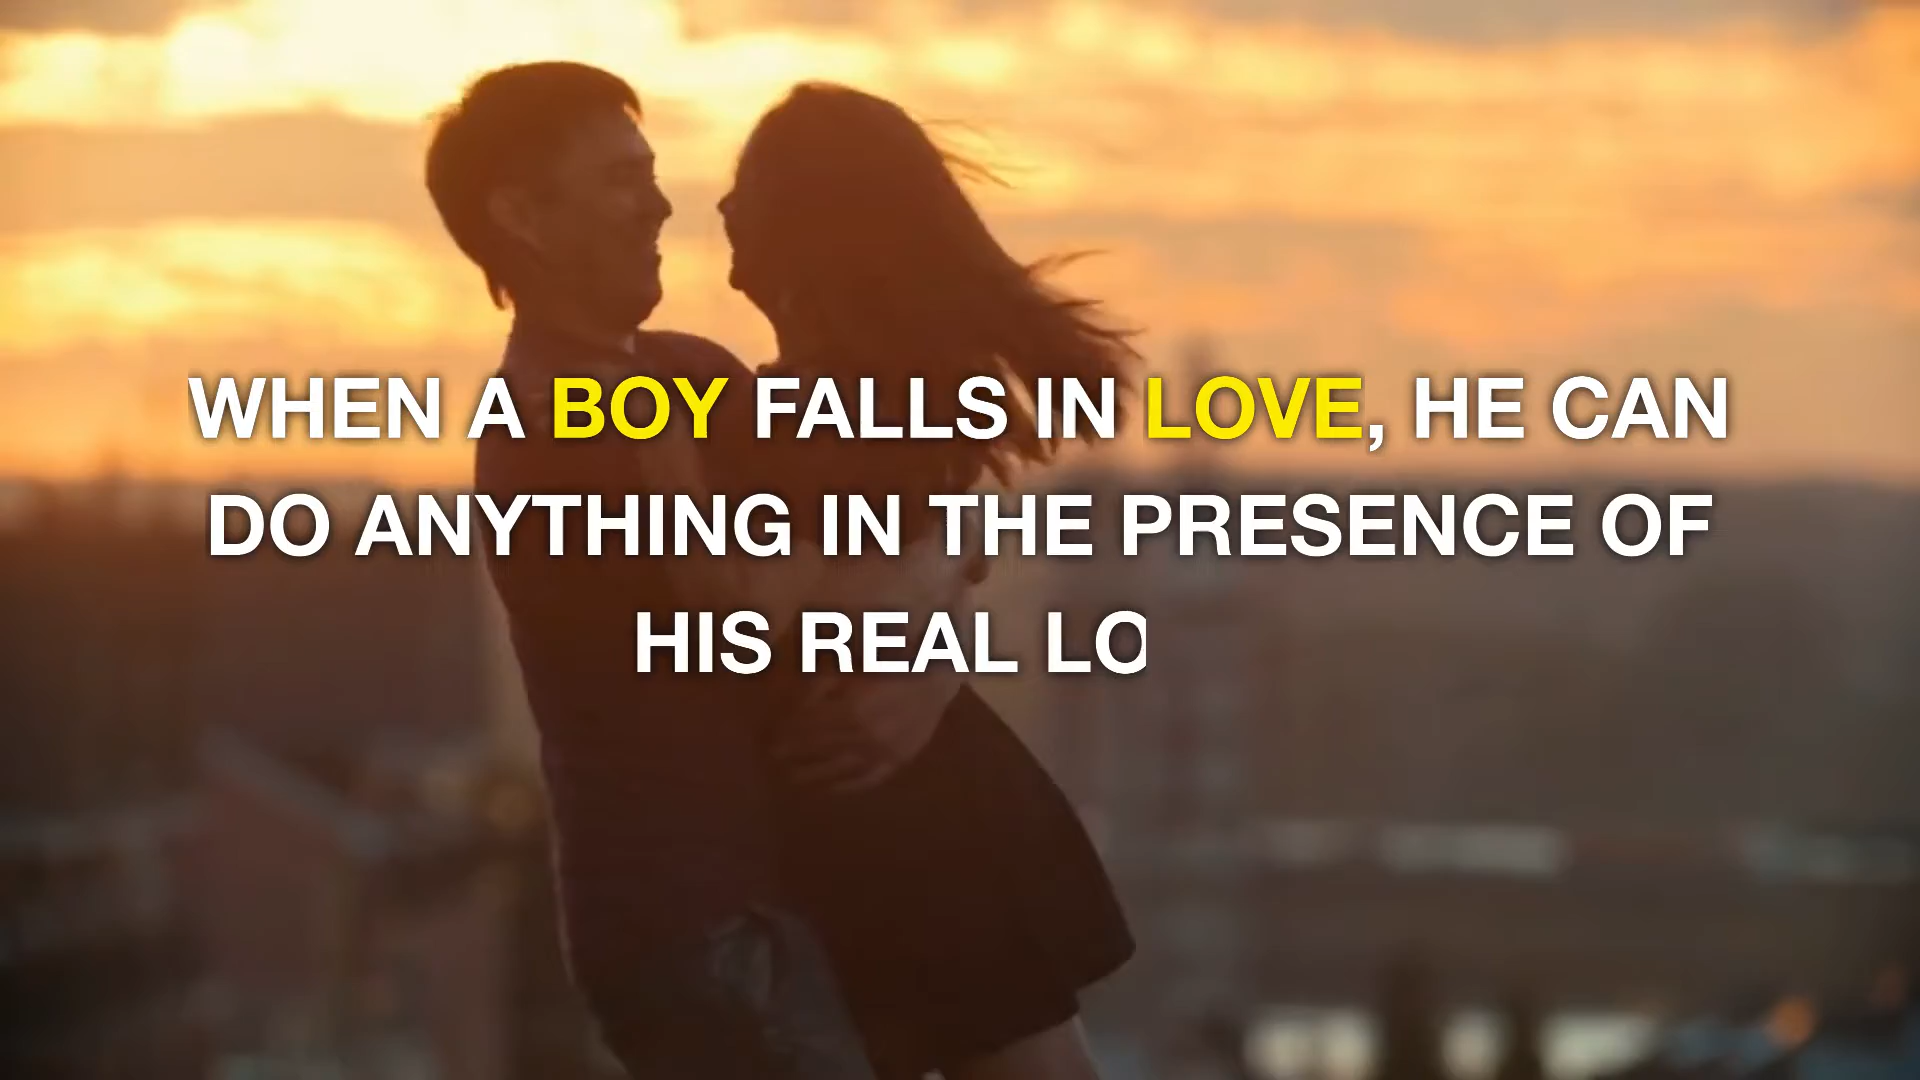 WHEN A BOY FALLS IN LOVE, HE CAN
DO ANYTHING IN THE PRESENCE OF
HIS REAL LO